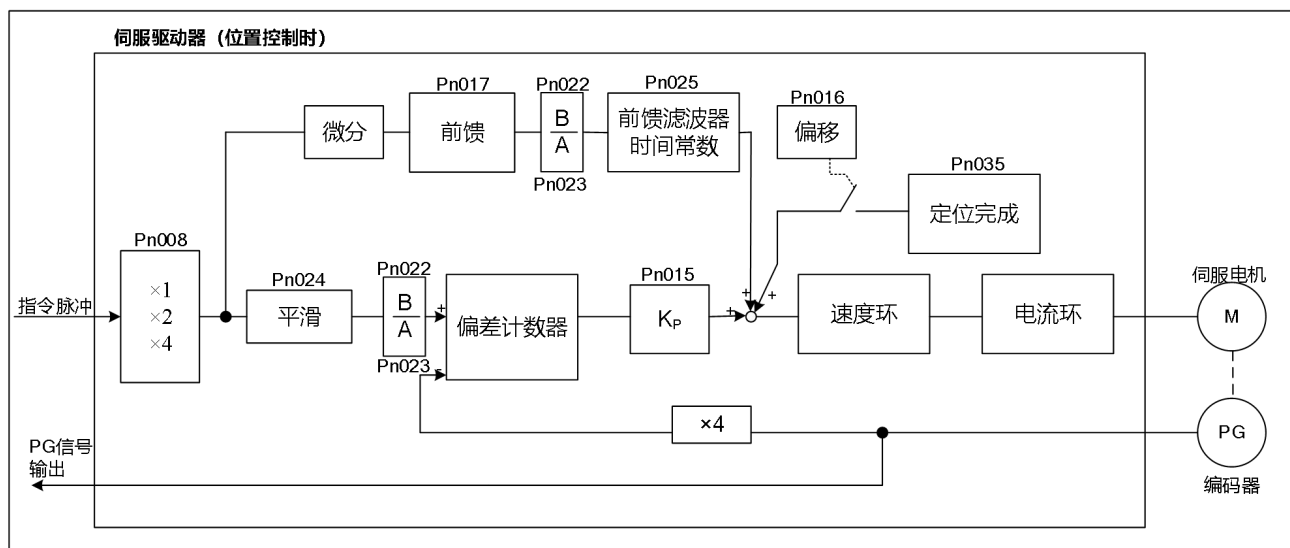 伺服驱动器（位置控制时）
Pn017
Pn022
Pn025
Pn016
微分
前馈
B
A
前馈滤波器
时间常数
偏移
Pn023
Pn035
定位完成
Pn008
Pn024
Pn022
Pn015
伺服电机
指令脉冲
×1
×2
×4
平滑
B
A
+
-
偏差计数器
KP
+
+
+
速度环
电流环
M
Pn023
×4
PG信号
输出
PG
编码器